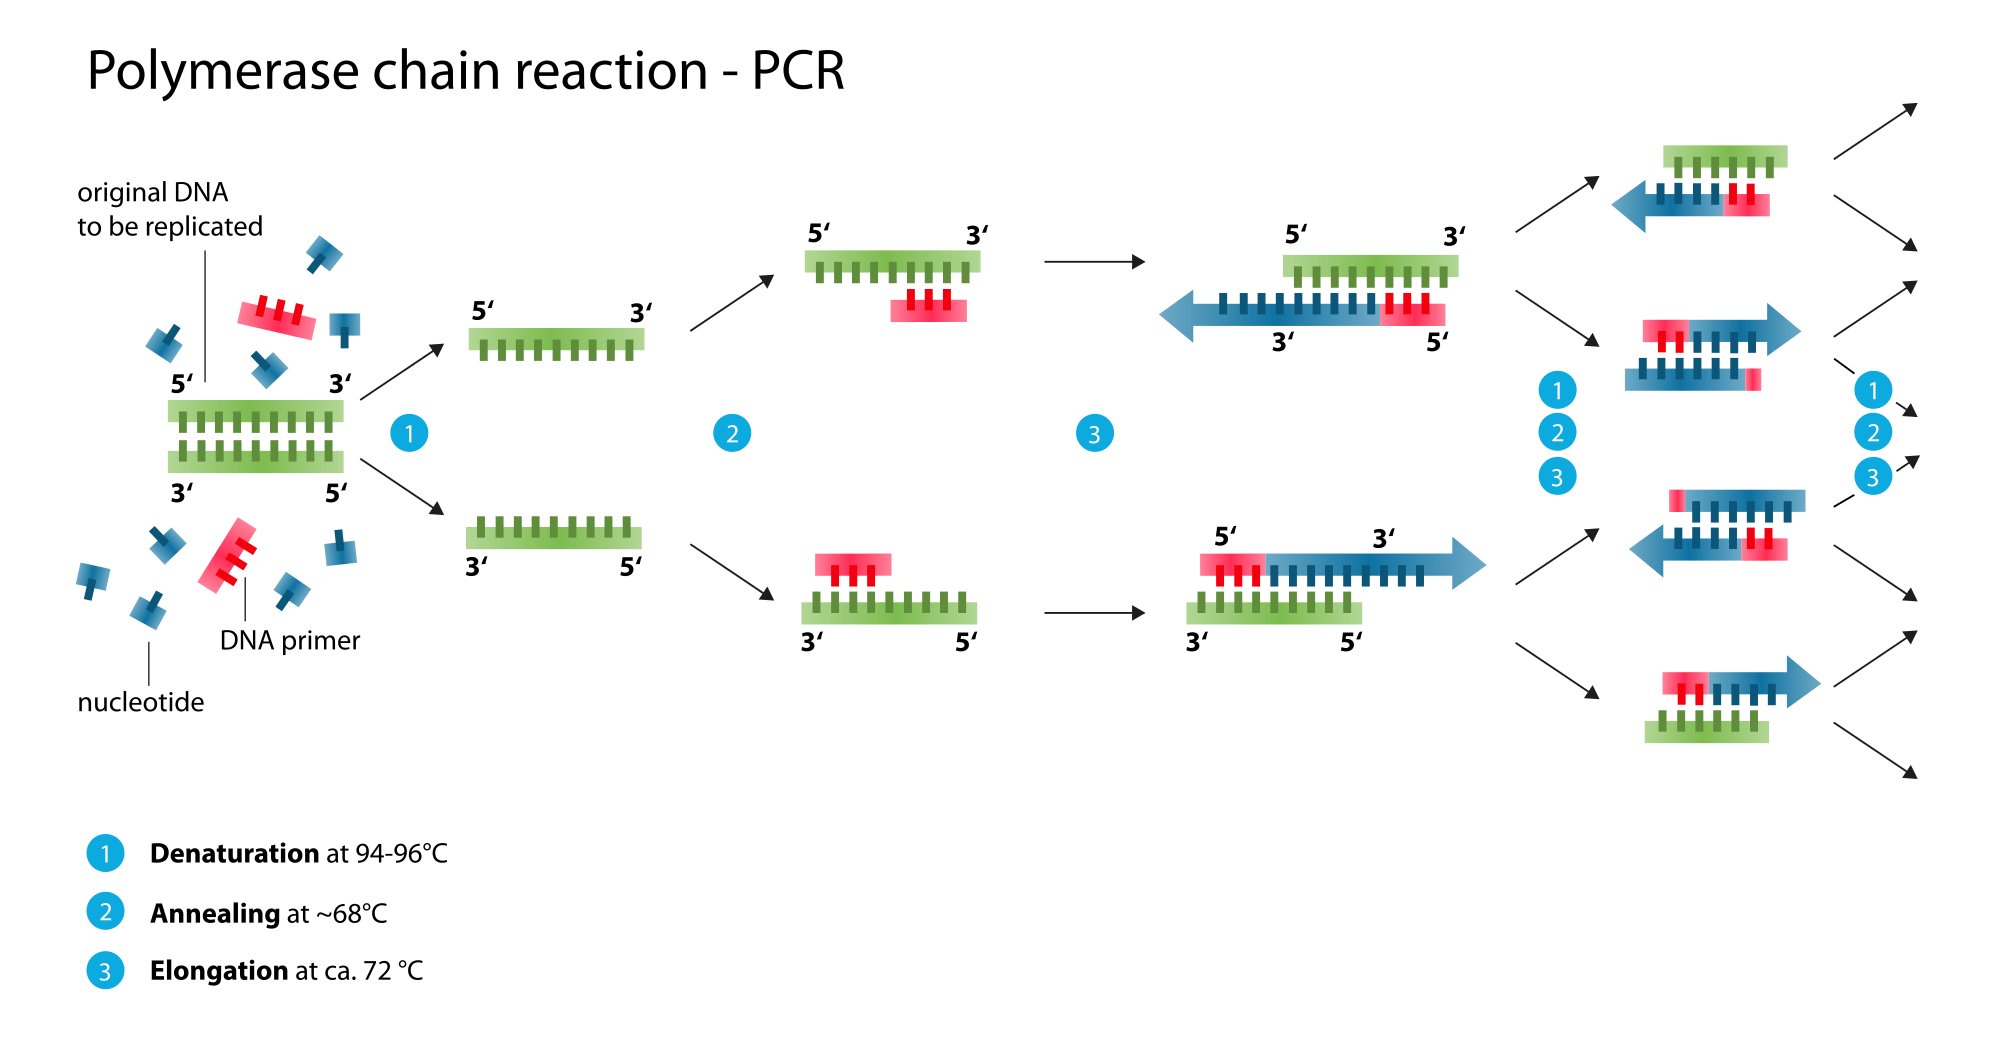 Polymerase chain reaction - PCR
original DNA
to be replicated
5‘ 3‘
3‘ 5‘
DNA primer
nucleotide
1
5‘ 3‘
3‘ 5‘
2
5‘ 3‘
3‘ 5‘
3
5‘ 3‘
3‘ 5‘
5‘ 3‘
3‘ 5‘
1
2
3
1
2
3
1 Denaturation at 94-96°C
2 Annealing at ~68°C
3 Elongation at ca. 72 °C